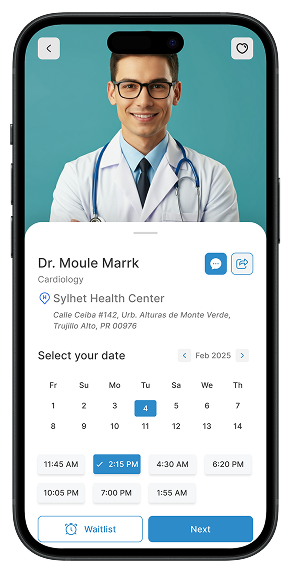 Dr. Moule Marrk
Cardiology
H Sylhet Health Center
Calle Ceiba #142, Urb. Alturas de Monte Verde,
Trujillo Alto, PR 00976
Select your date
Feb 2025
Fr Su Mo Tu Sa We Th
1 2 3 4 5 6 7
8 9 10 11 12 13 14
11:45 AM 2:15 PM 4:30 AM 6:20 PM
10:05 PM 7:00 PM 1:55 AM
Waitlist Next